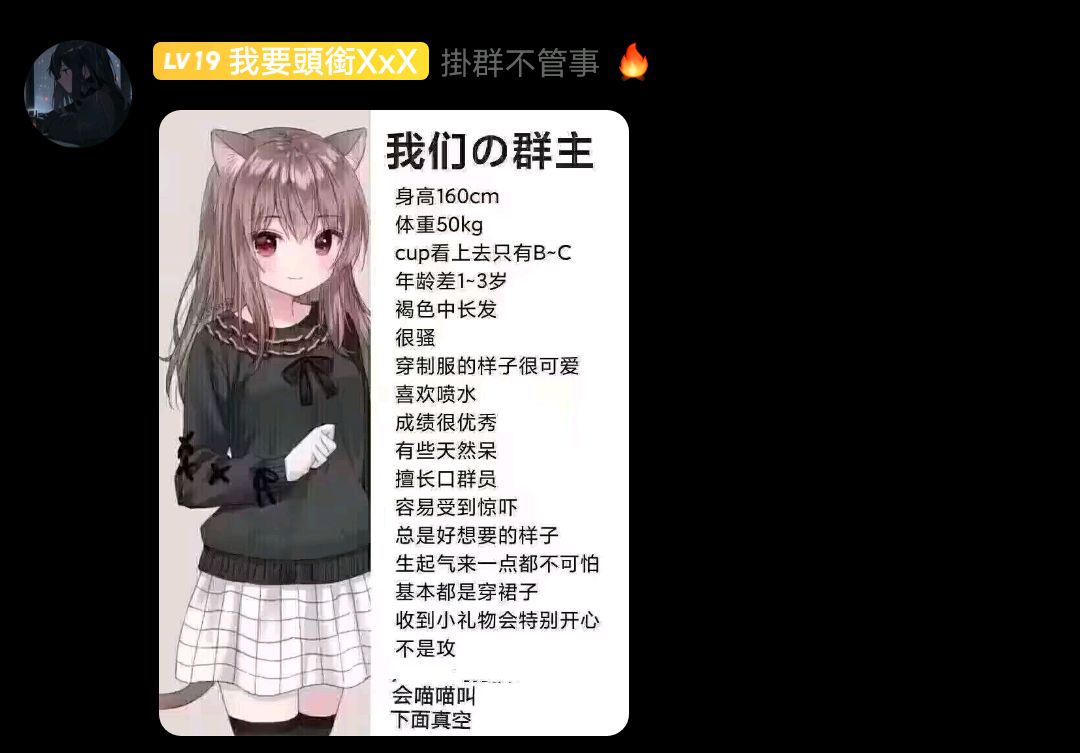 LV19 我要頭銜XxX 掛群不管事 🔥
我们の群主
身高160cm
体重50kg
cup看上去只有B~C
年龄差1~3岁
褐色中长发
很骚
穿制服的样子很可爱
喜欢喷水
成绩很优秀
有些天然呆
擅长口群员
容易受到惊吓
总是好想要的样子
生起气来一点都不可怕
基本都是穿裙子
收到小礼物会特别开心
不是攻
会喵喵叫
下面真空